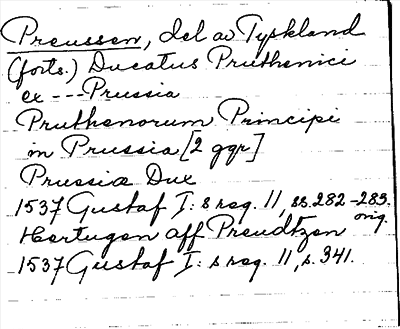 Preussen, del av Tyskland
(forts.) Ducatus Pruthenici
ex --- Prussia
Pruthenorum Principi
in Prussia [2 ggr]
Prussiæ Dux
1537 Gustaf I:s reg. 11, ss. 282-283.
orig.
Hertugen aff Preudtzen
1537 Gustaf I:s reg. 11, s. 341.